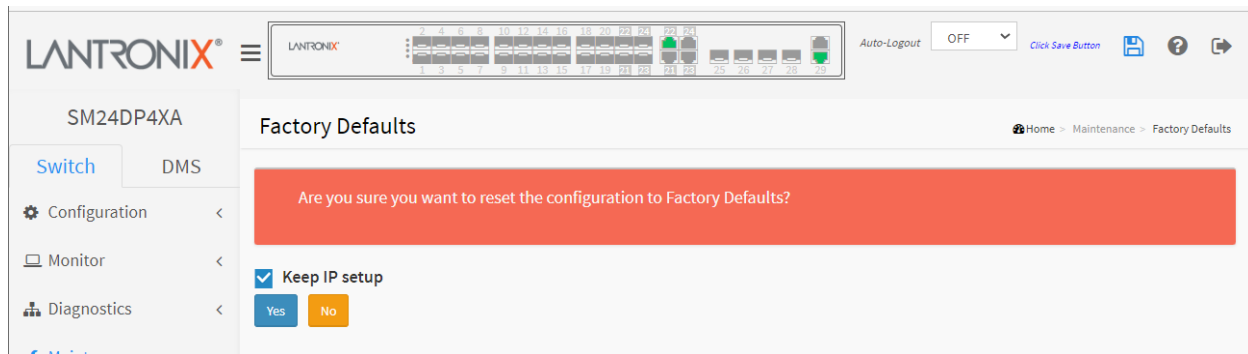 LANTRONIX®
LANTRONIX®
2 4 6 8 10 12 14 16 18 20 22 24 22 24
1 3 5 7 9 11 13 15 17 19 21 23 21 23 25 26 27 28 29
Auto-Logout OFF Click Save Button
SM24DP4XA
Switch DMS
Configuration
Monitor
Diagnostics
Factory Defaults
Home > Maintenance > Factory Defaults
Are you sure you want to reset the configuration to Factory Defaults?
Keep IP setup
Yes No